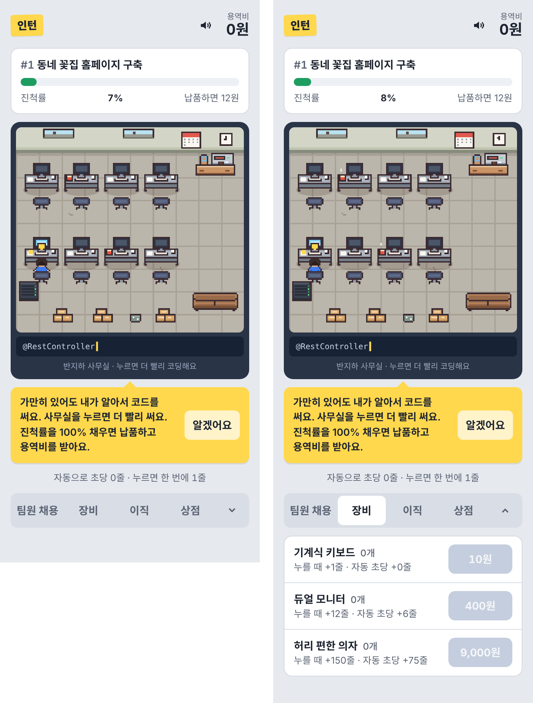 인턴
용역비
0원
#1 동네 꽃집 홈페이지 구축
진척률
7%
납품하면 12원
@RestController
반지하 사무실 · 누르면 더 빨리 코딩해요
가만히 있어도 내가 알아서 코드를
써요. 사무실을 누르면 더 빨리 써요.
진척률을 100% 채우면 납품하고
용역비를 받아요.
알겠어요
자동으로 초당 0줄 · 누르면 한 번에 1줄
팀원 채용
장비
이직
상점
인턴
용역비
0원
#1 동네 꽃집 홈페이지 구축
진척률
8%
납품하면 12원
@RestController
반지하 사무실 · 누르면 더 빨리 코딩해요
가만히 있어도 내가 알아서 코드를
써요. 사무실을 누르면 더 빨리 써요.
진척률을 100% 채우면 납품하고
용역비를 받아요.
알겠어요
자동으로 초당 0줄 · 누르면 한 번에 1줄
팀원 채용
장비
이직
상점
기계식 키보드 0개
누를 때 +1줄 · 자동 초당 +0줄
10원
듀얼 모니터 0개
누를 때 +12줄 · 자동 초당 +6줄
400원
허리 편한 의자 0개
누를 때 +150줄 · 자동 초당 +75줄
9,000원